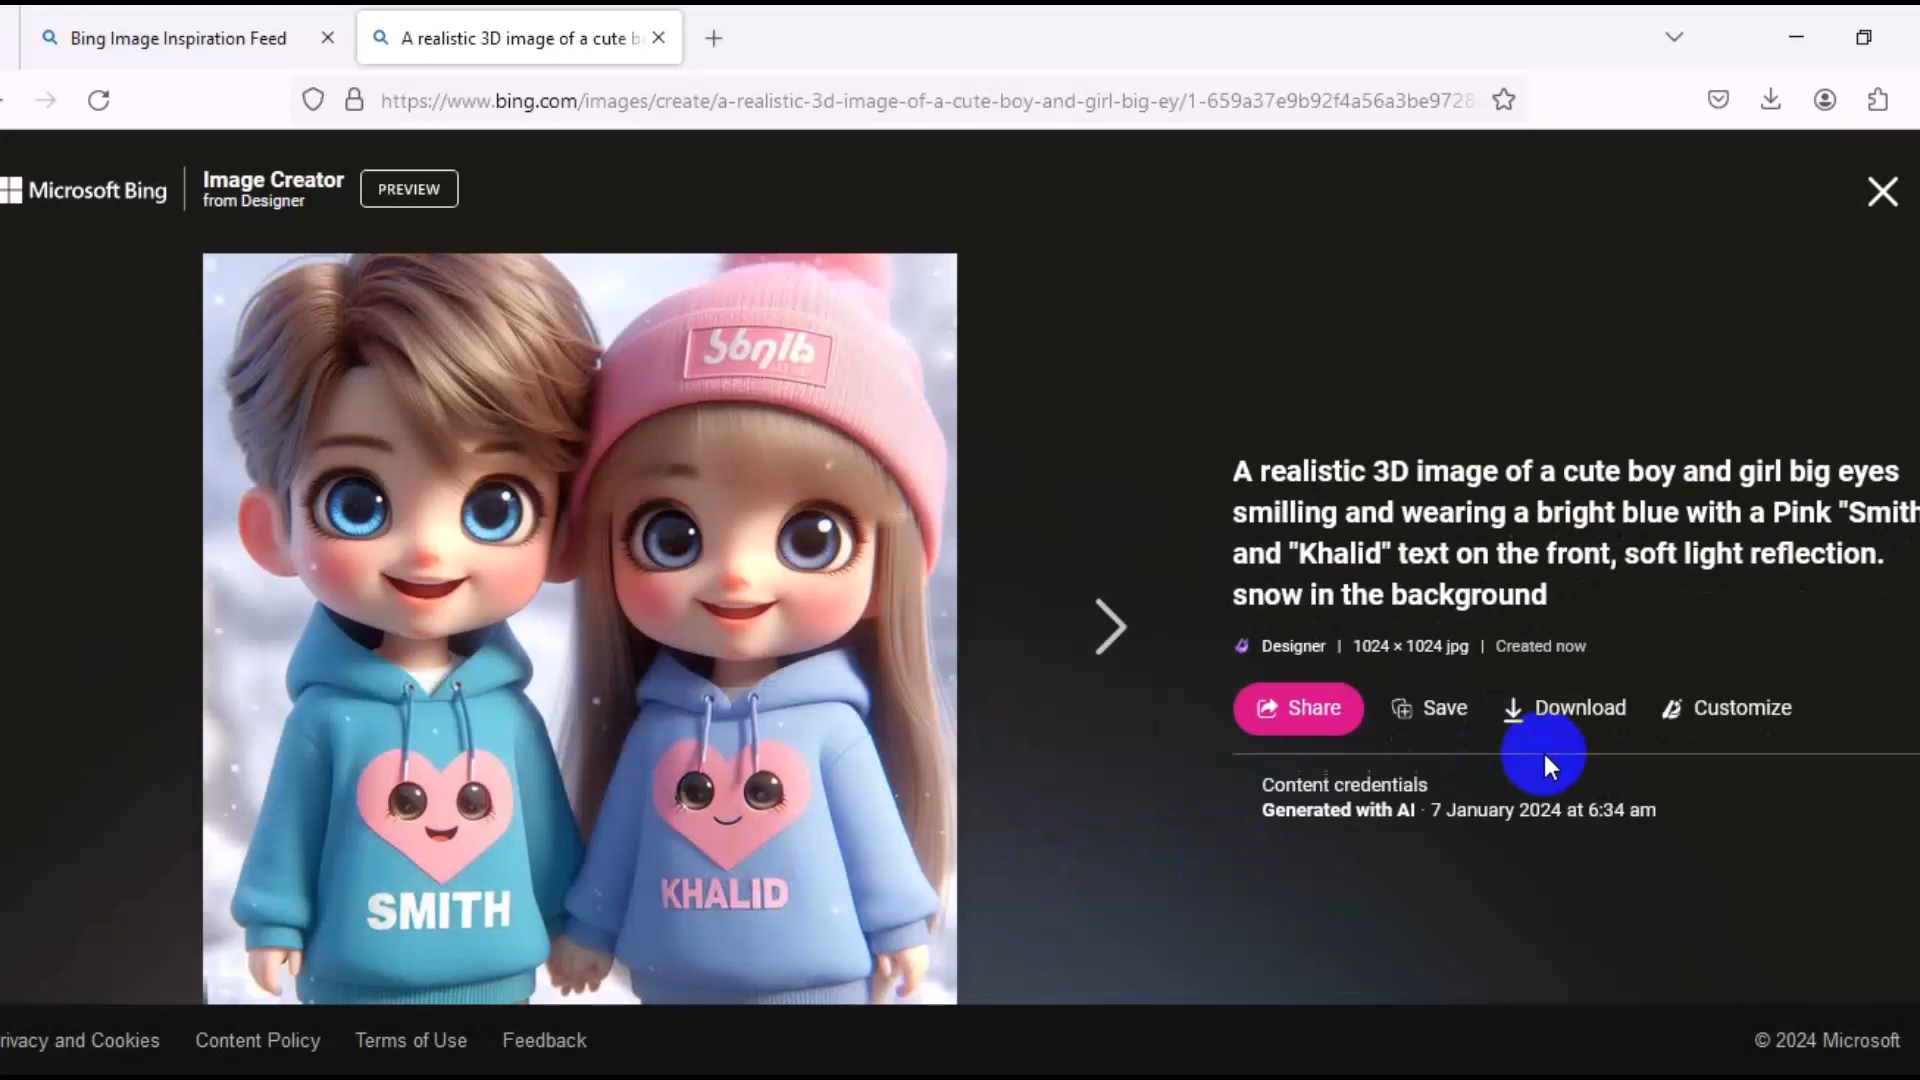 Bing Image Inspiration Feed
A realistic 3D image of a cute b
https://www.bing.com/images/create/a-realistic-3d-image-of-a-cute-boy-and-girl-big-ey/1-659a37e9b92f4a56a3be9728
Microsoft Bing
Image Creator
from Designer
PREVIEW
SMITH
KHALID
A realistic 3D image of a cute boy and girl big eyes
smilling and wearing a bright blue with a Pink "Smith
and "Khalid" text on the front, soft light reflection.
snow in the background
Designer | 1024 × 1024 jpg | Created now
Share
Save
Download
Customize
Content credentials
Generated with AI · 7 January 2024 at 6:34 am
rivacy and Cookies
Content Policy
Terms of Use
Feedback
© 2024 Microsoft